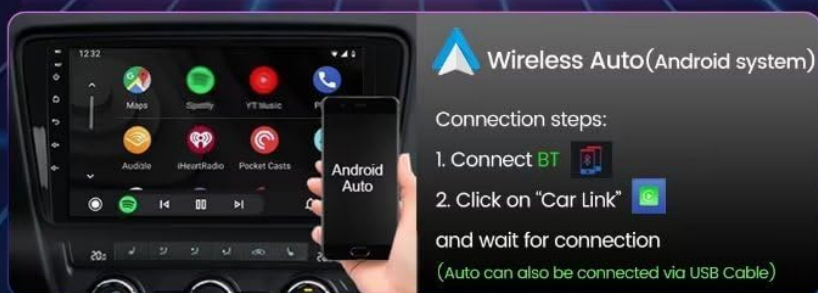 12:32
Maps
Spotify
YT Music
Audible
iHeartRadio
Pocket Casts
Android
Auto
20:
Wireless Auto(Android system)
Connection steps:
1. Connect BT
2. Click on “Car Link”
and wait for connection
(Auto can also be connected via USB Cable)